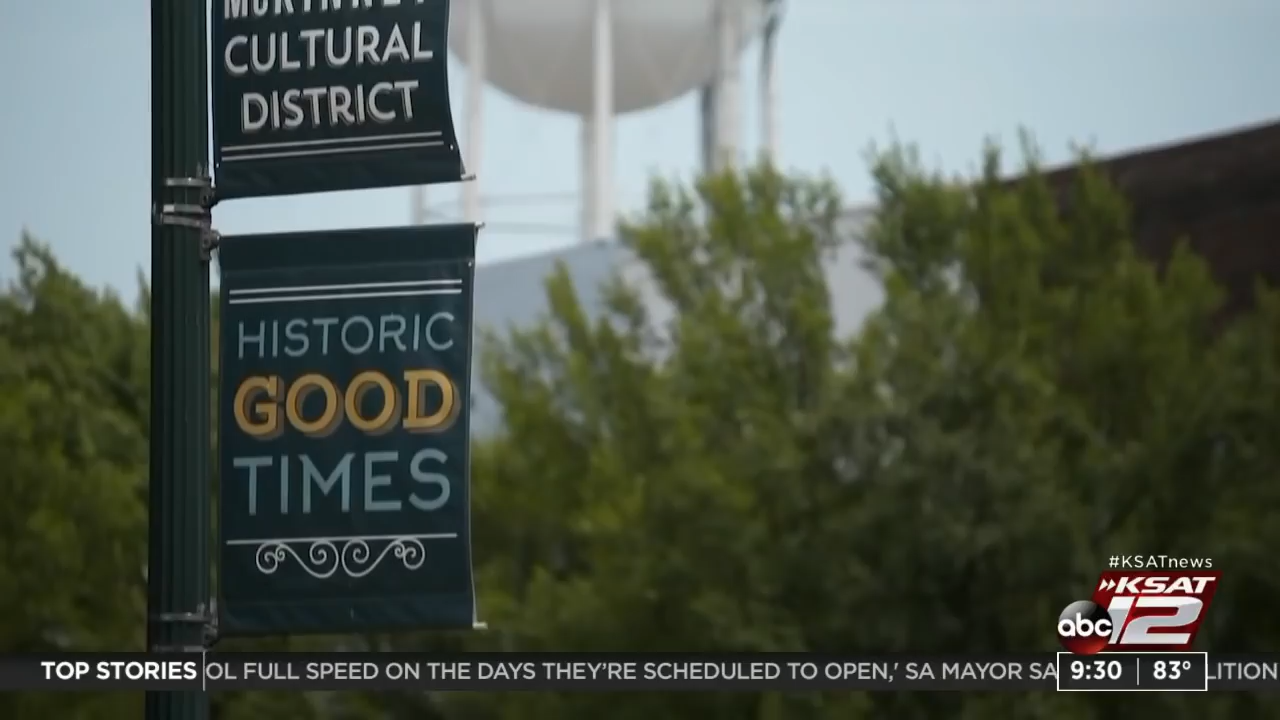 McKINNEY
CULTURAL
DISTRICT
HISTORIC
GOOD
TIMES
#KSATnews
KSAT
abc 12
TOP STORIES OL FULL SPEED ON THE DAYS THEY'RE SCHEDULED TO OPEN,' SA MAYOR SA 9:30 83° LITION